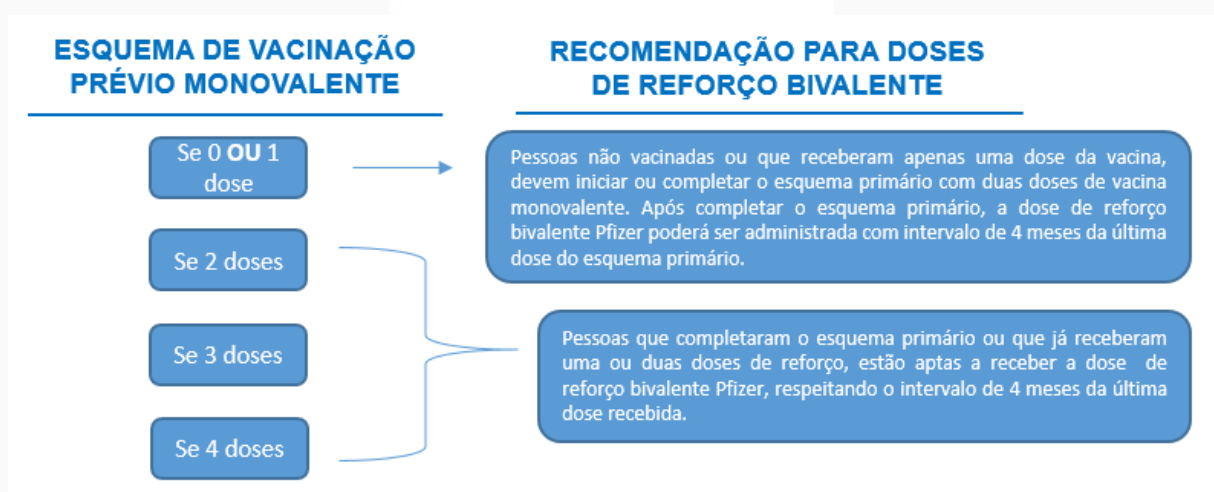 ESQUEMA DE VACINAÇÃO
PRÉVIO MONOVALENTE
RECOMENDAÇÃO PARA DOSES
DE REFORÇO BIVALENTE
Se 0 OU 1
dose
Pessoas não vacinadas ou que receberam apenas uma dose da vacina,
devem iniciar ou completar o esquema primário com duas doses de vacina
monovalente. Após completar o esquema primário, a dose de reforço
bivalente Pfizer poderá ser administrada com intervalo de 4 meses da última
dose do esquema primário.
Se 2 doses
Se 3 doses
Se 4 doses
Pessoas que completaram o esquema primário ou que já receberam
uma ou duas doses de reforço, estão aptas a receber a dose de
reforço bivalente Pfizer, respeitando o intervalo de 4 meses da última
dose recebida.